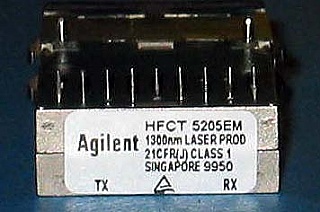 Agilent
HFCT 5205EM
1300nm LASER PROD
21CFR(J) CLASS 1
SINGAPORE 9950
TX RX